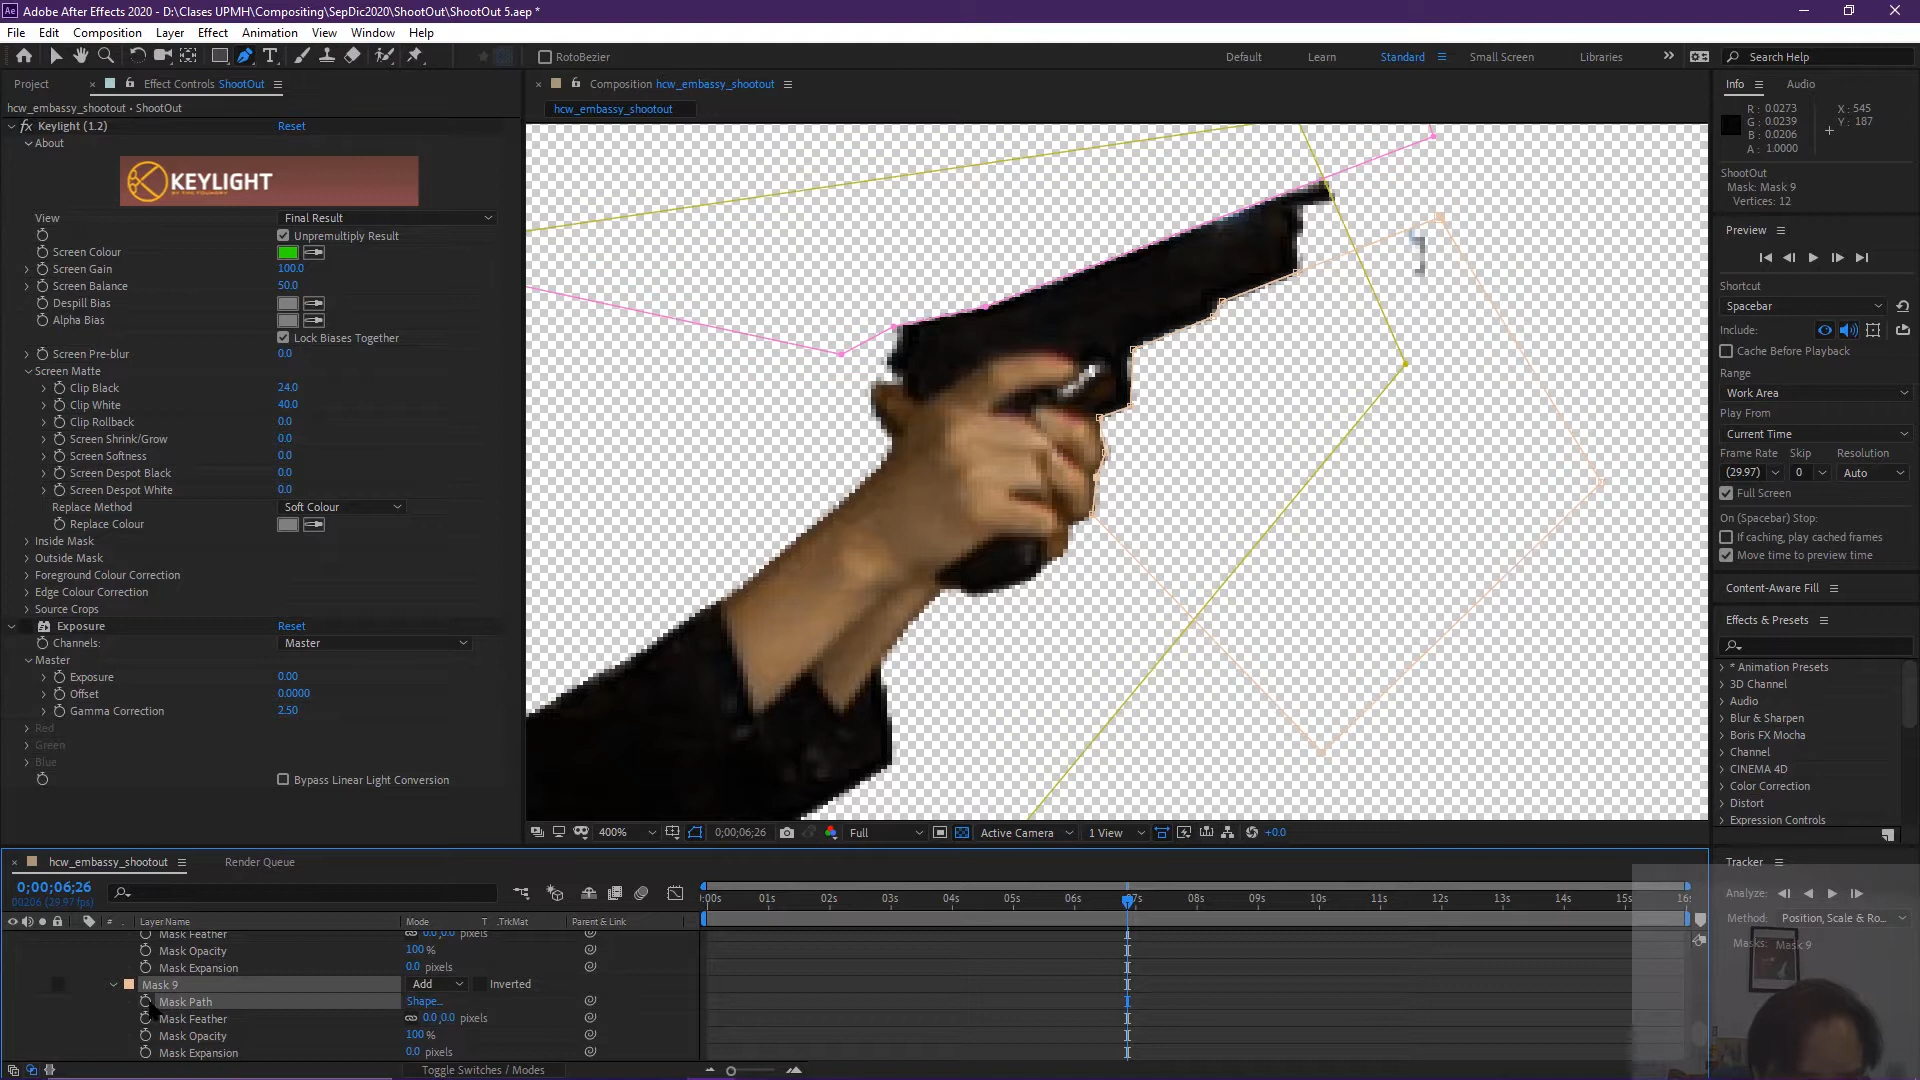 Adobe After Effects 2020 - D:\Clases UPMH\Compositing\SepDic2020\ShootOut\ShootOut 5.aep *
File Edit Composition Layer Effect Animation View Window Help
RotoBezier Default Learn Standard Small Screen Libraries Search Help
Project Effect Controls ShootOut
hcw_embassy_shootout • ShootOut
fx Keylight (1.2) Reset
About
KEYLIGHT
View Final Result
Unpremultiply Result
Screen Colour
Screen Gain 100.0
Screen Balance 50.0
Despill Bias
Alpha Bias
Lock Biases Together
Screen Pre-blur 0.0
Screen Matte
Clip Black 24.0
Clip White 40.0
Clip Rollback 0.0
Screen Shrink/Grow 0.0
Screen Softness 0.0
Screen Despot Black 0.0
Screen Despot White 0.0
Replace Method Soft Colour
Replace Colour
Inside Mask
Outside Mask
Foreground Colour Correction
Edge Colour Correction
Source Crops
Exposure Reset
Channels: Master
Master
Exposure 0.00
Offset 0.0000
Gamma Correction 2.50
Red
Green
Blue
Bypass Linear Light Conversion
Composition hcw_embassy_shootout
hcw_embassy_shootout
400% 0;00;06;26 Full Active Camera 1 View +0.0
Info Audio
R : 0.0273
G : 0.0239
B : 0.0206
A : 1.0000
X : 545
Y : 187
ShootOut
Mask: Mask 9
Vertices: 12
Preview
Shortcut
Spacebar
Include:
Cache Before Playback
Range
Work Area
Play From
Current Time
Frame Rate Skip Resolution
(29.97) 0 Auto
Full Screen
On (Spacebar) Stop:
If caching, play cached frames
Move time to preview time
Content-Aware Fill
Effects & Presets
* Animation Presets
3D Channel
Audio
Blur & Sharpen
Boris FX Mocha
Channel
CINEMA 4D
Color Correction
Distort
Expression Controls
Tracker
Analyze:
Method: Position, Scale & Ro...
Masks: Mask 9
hcw_embassy_shootout Render Queue
0;00;06;26
00206 (29.97 fps)
:00s 01s 02s 03s 04s 05s 06s 07s 08s 09s 10s 11s 12s 13s 14s 15s 16s
# Layer Name Mode T .TrkMat Parent & Link
Mask Feather 0.0,0.0 pixels
Mask Opacity 100 %
Mask Expansion 0.0 pixels
Mask 9 Add Inverted
Mask Path Shape...
Mask Feather 0.0,0.0 pixels
Mask Opacity 100 %
Mask Expansion 0.0 pixels
Toggle Switches / Modes